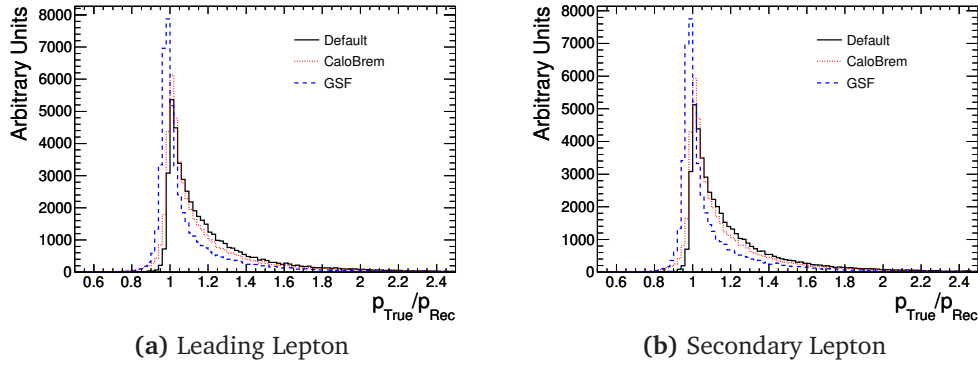 Arbitrary Units
8000
7000
6000
5000
4000
3000
2000
1000
0
Default
CaloBrem
GSF
0.6 0.8 1 1.2 1.4 1.6 1.8 2 2.2 2.4
p_True/p_Rec
(a) Leading Lepton
Arbitrary Units
8000
7000
6000
5000
4000
3000
2000
1000
0
Default
CaloBrem
GSF
0.6 0.8 1 1.2 1.4 1.6 1.8 2 2.2 2.4
p_True/p_Rec
(b) Secondary Lepton